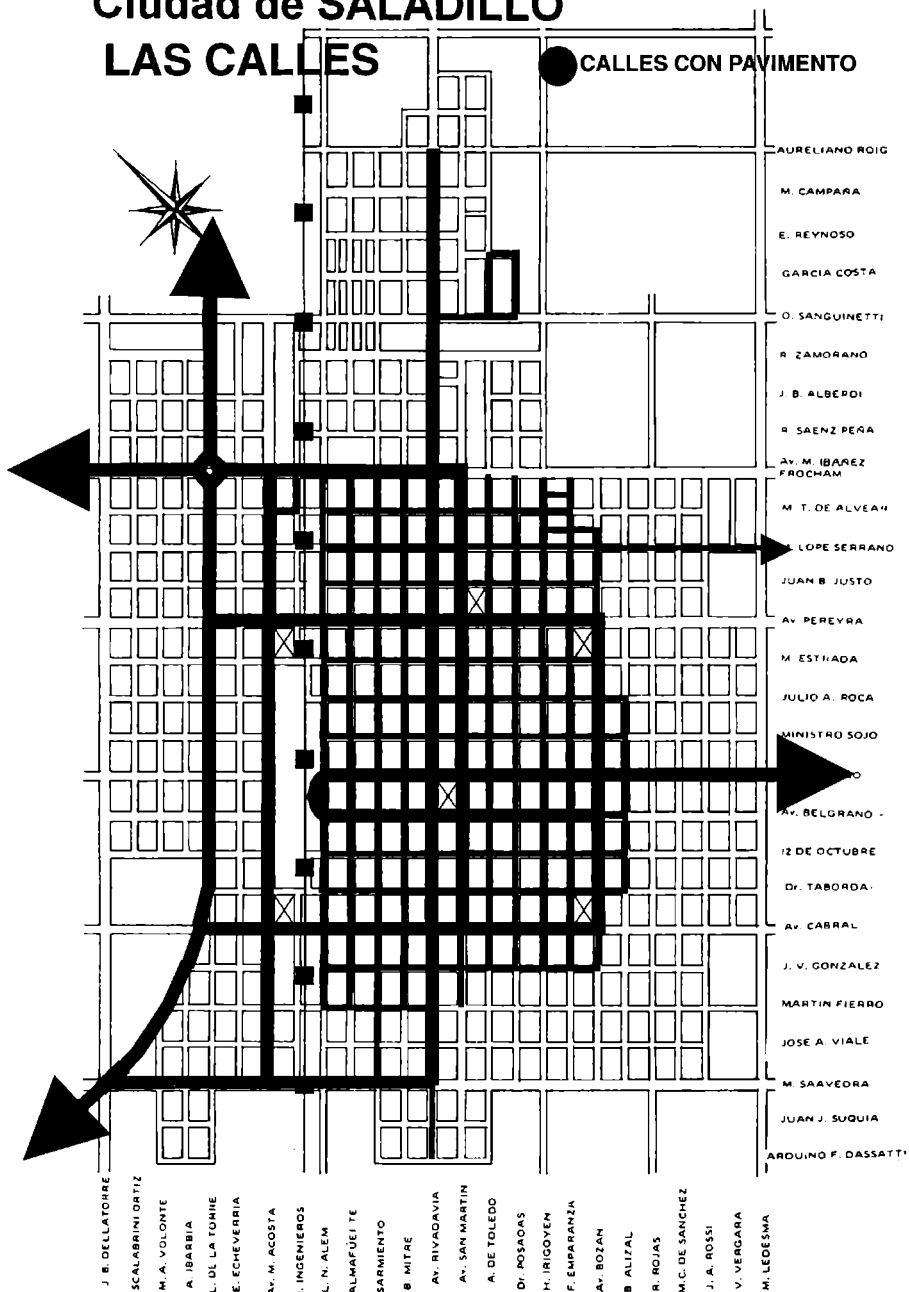 Ciudad de SALADILLO
LAS CALLES
CALLES CON PAVIMENTO
AURELIANO ROIG
M. CAMPAÑA
E. REYNOSO
GARCIA COSTA
O. SANGUINETTI
R. ZAMORANO
J. B. ALBERDI
R. SAENZ PEÑA
Av. M. IBAÑEZ
FROCHAM
M. T. DE ALVEAR
LOPE SERRANO
JUAN B. JUSTO
Av. PEREYRA
M. ESTRADA
JULIO A. ROCA
MINISTRO SOJO
Av. BELGRANO -
12 DE OCTUBRE
Dr. TABORDA
Av. CABRAL
J. V. GONZALEZ
MARTIN FIERRO
JOSE A. VIALE
M. SAAVEDRA
JUAN J. SUQUIA
ARDUINO F. DASSATTI
J. B. DELLATORRE
SCALABRINI ORTIZ
M. A. VOLONTE
A. IBARBIA
L. DE LA TORRE
E. ECHEVERRIA
Av. M. ACOSTA
INGENIEROS
L. N. ALEM
ALMAFUERTE
SARMIENTO
B. MITRE
Av. RIVADAVIA
Av. SAN MARTIN
A. DE TOLEDO
Dr. POSADAS
H. IRIGOYEN
F. EMPARANZA
Av. BOZAN
B. ALIZAL
R. ROJAS
M.C. DE SANCHEZ
J. A. ROSSI
V. VERGARA
M. LEDESMA